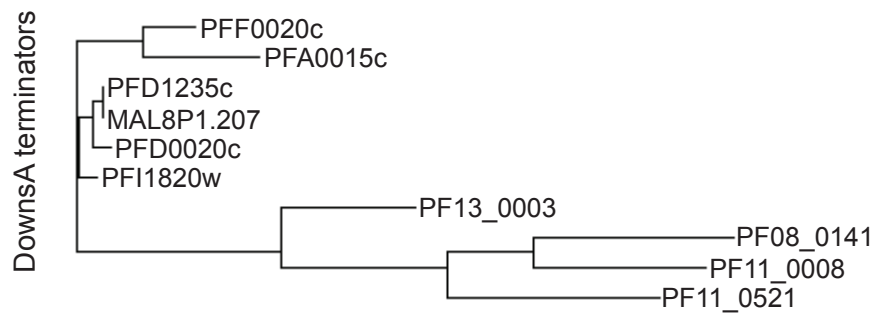 DownsA terminators
PFF0020c
PFA0015c
PFD1235c
MAL8P1.207
PFD0020c
PFI1820w
PF13_0003
PF08_0141
PF11_0008
PF11_0521